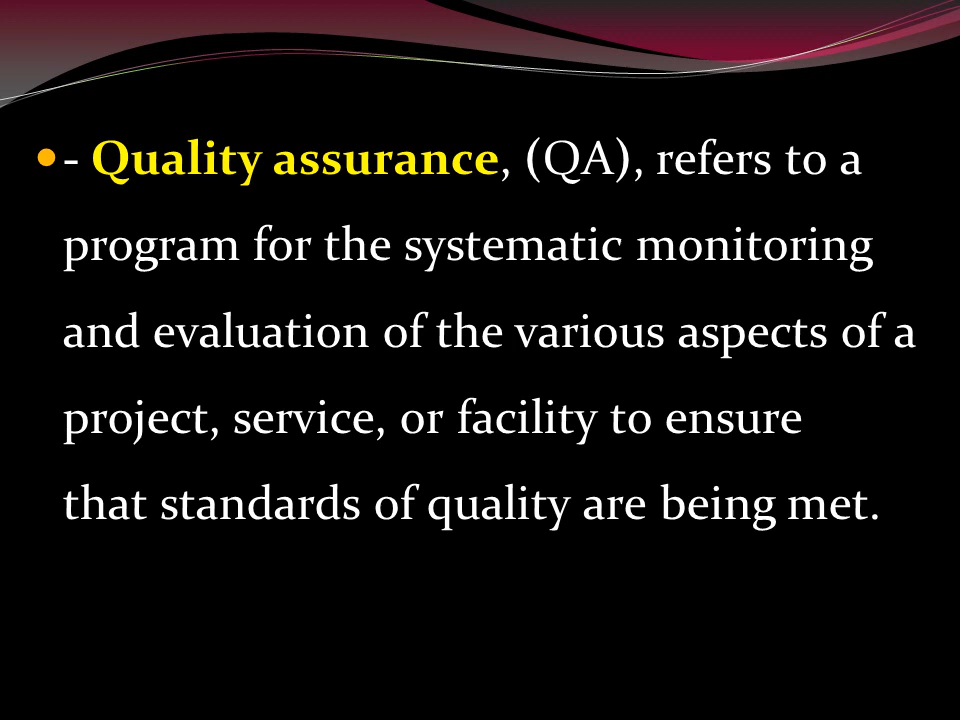 - Quality assurance, (QA), refers to a
program for the systematic monitoring
and evaluation of the various aspects of a
project, service, or facility to ensure
that standards of quality are being met.